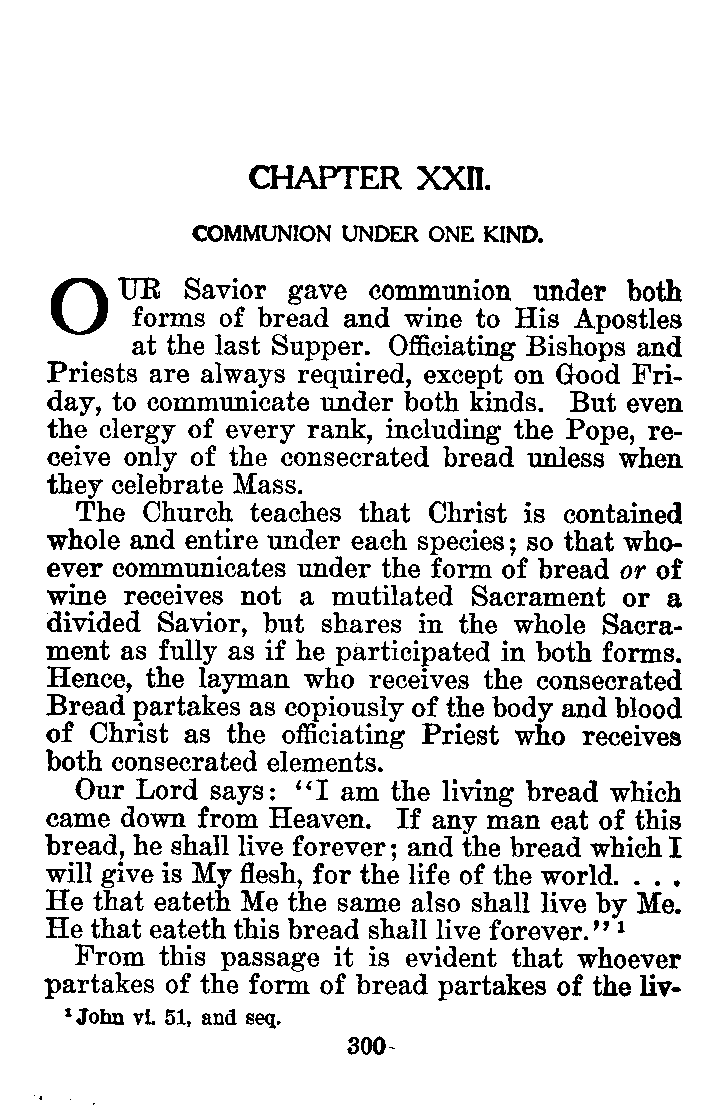 CHAPTER XXII.
COMMUNION UNDER ONE KIND.
OUR Savior gave communion under both
forms of bread and wine to His Apostles
at the last Supper. Officiating Bishops and
Priests are always required, except on Good Fri-
day, to communicate under both kinds. But even
the clergy of every rank, including the Pope, re-
ceive only of the consecrated bread unless when
they celebrate Mass.
The Church teaches that Christ is contained
whole and entire under each species; so that who-
ever communicates under the form of bread or of
wine receives not a mutilated Sacrament or a
divided Savior, but shares in the whole Sacra-
ment as fully as if he participated in both forms.
Hence, the layman who receives the consecrated
Bread partakes as copiously of the body and blood
of Christ as the officiating Priest who receives
both consecrated elements.
Our Lord says: "I am the living bread which
came down from Heaven. If any man eat of this
bread, he shall live forever; and the bread which I
will give is My flesh, for the life of the world. . . .
He that eateth Me the same also shall live by Me.
He that eateth this bread shall live forever."¹
From this passage it is evident that whoever
partakes of the form of bread partakes of the liv-
¹John vi. 51, and seq.
300